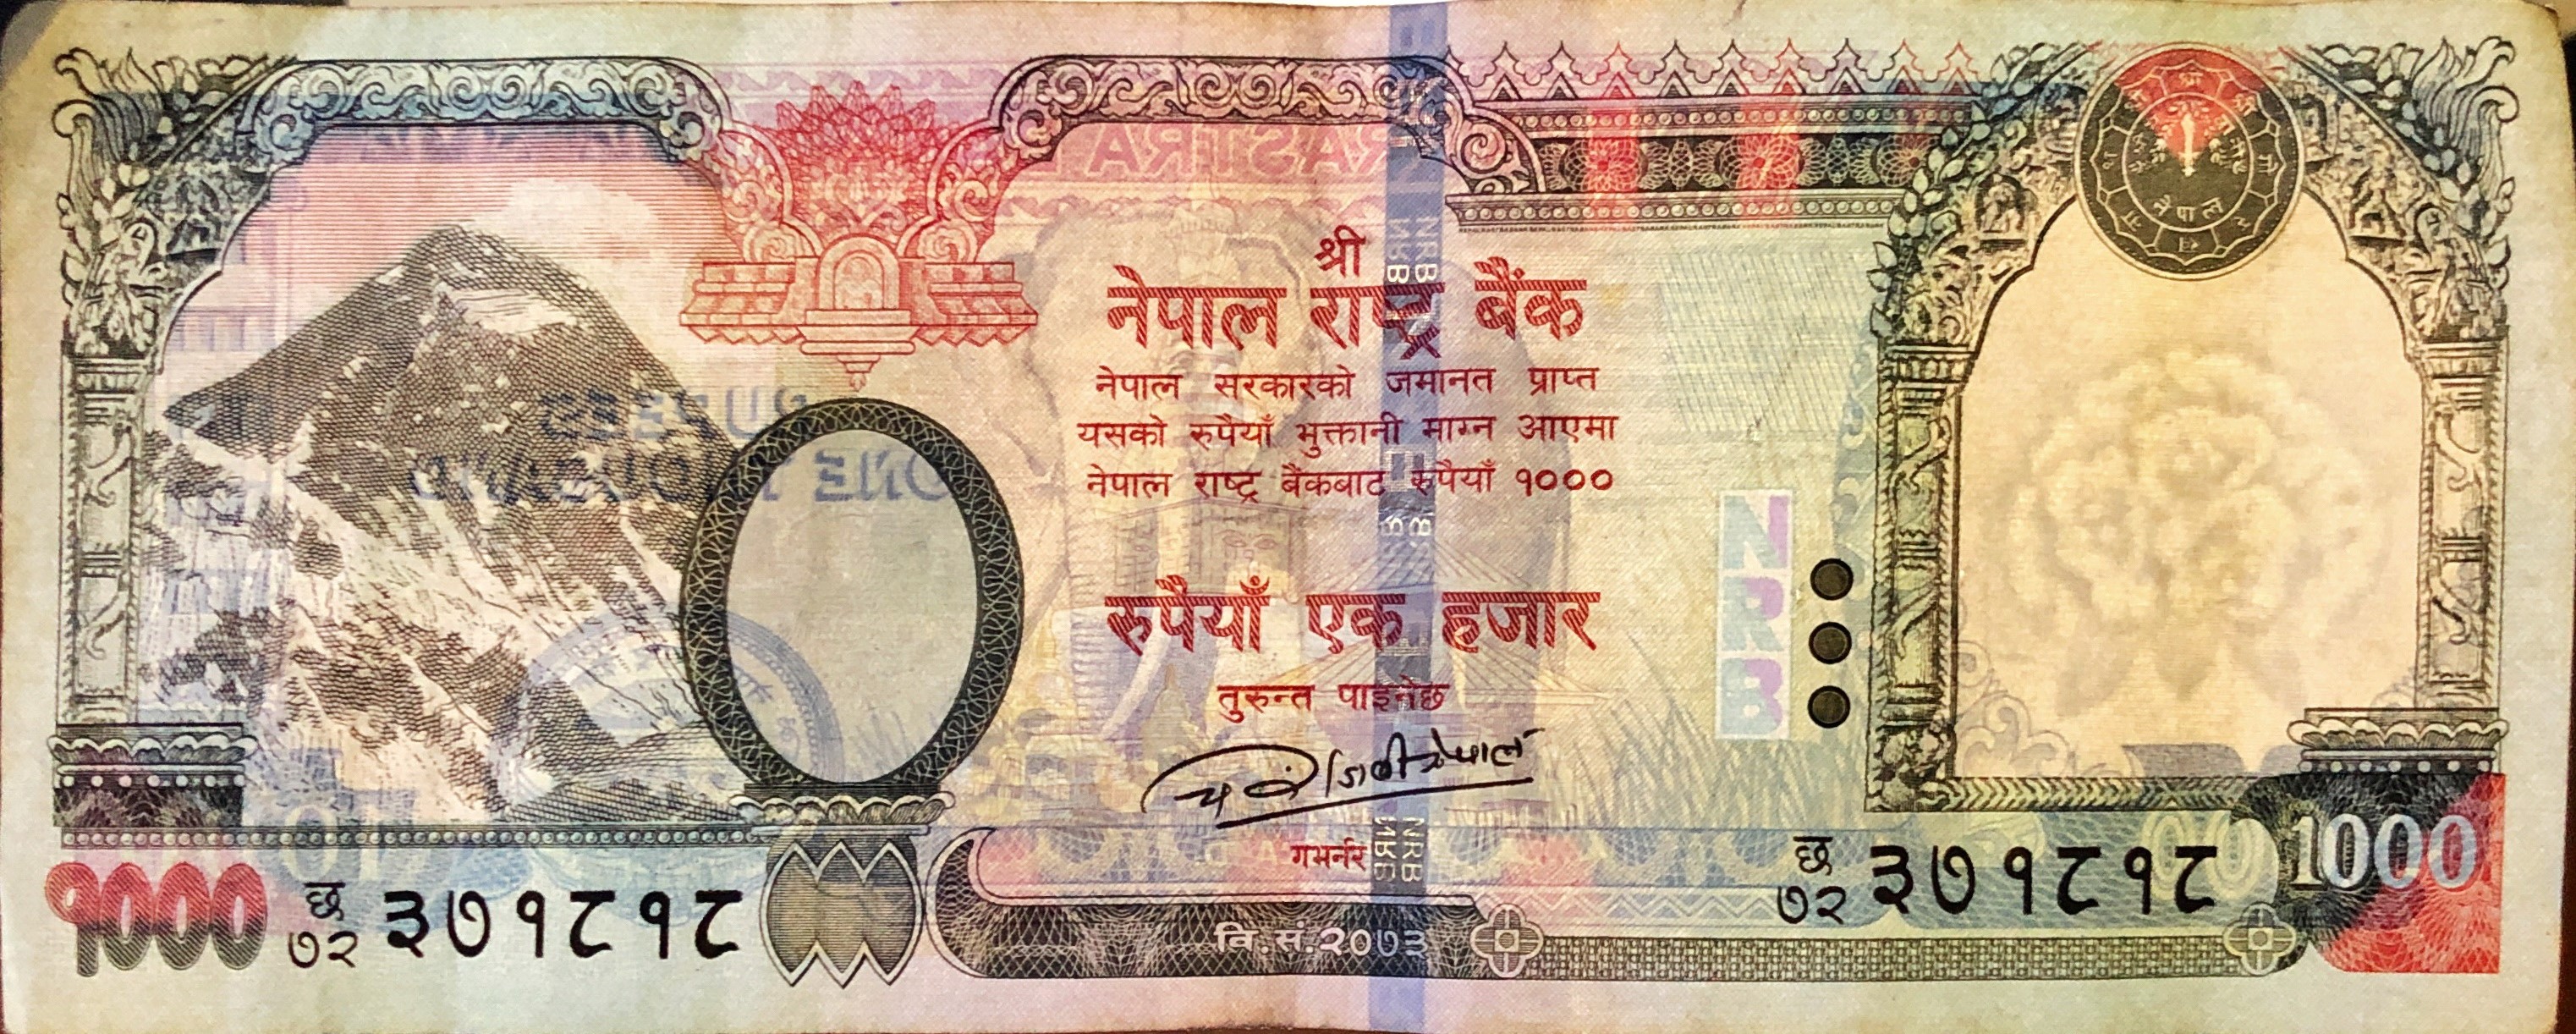 श्री
नेपाल राष्ट्र बैंक
नेपाल सरकारको जमानत प्राप्त
यसको रुपैयाँ भुक्तानी माग्न आएमा
नेपाल राष्ट्र बैंकबाट रुपैयाँ १०००
रुपैयाँ एक हजार
तुरुन्त पाइनेछ
गभर्नर
नेपाल
NRB
१०००
छ
७२ ३७१८१८
छ
७२ ३७१८१८
1000
वि.सं.२०७३